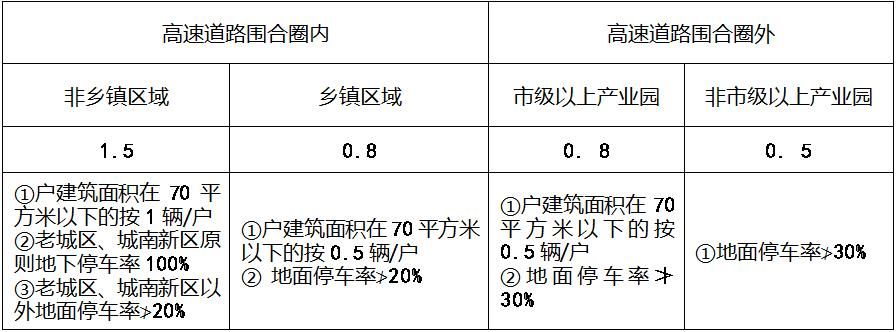 高速道路围合圈内
高速道路围合圈外
非乡镇区域
乡镇区域
市级以上产业园
非市级以上产业园
1.5
0.8
0. 8
0. 5
①户建筑面积在 70 平
方米以下的按 1 辆/户
②老城区、城南新区原
则地下停车率 100%
③老城区、城南新区以
外地面停车率≯20%
①户建筑面积在 70 平方米
以下的按 0.5 辆/户
② 地面停车率≯20%
①户建筑面积在 70
平方米以下的按
0.5 辆/户
②地面停车率≯
30%
①地面停车率≯30%